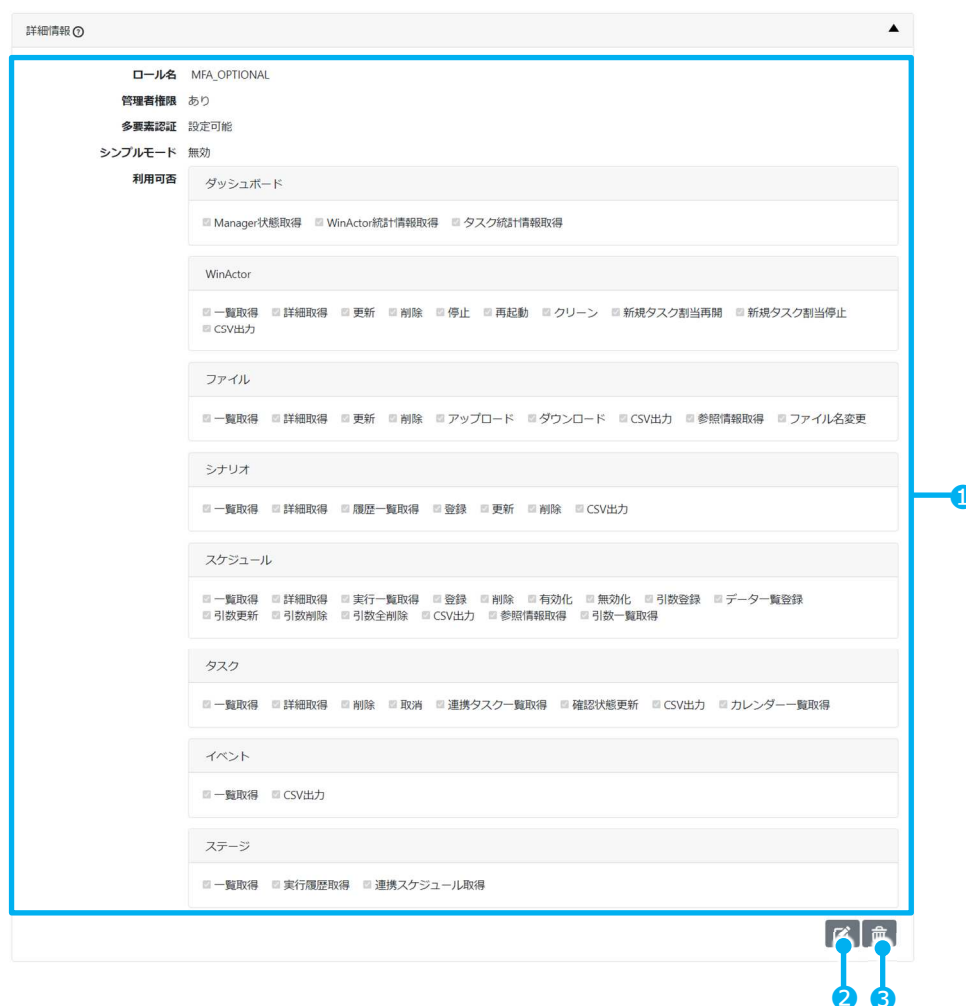 詳細情報 ? ▲
ロール名 MFA_OPTIONAL
管理者権限 あり
多要素認証 設定可能
シンプルモード 無効
利用可否 ダッシュボード
Manager状態取得 WinActor統計情報取得 タスク統計情報取得
WinActor
一覧取得 詳細取得 更新 削除 停止 再起動 クリーン 新規タスク割当再開 新規タスク割当停止
CSV出力
ファイル
一覧取得 詳細取得 更新 削除 アップロード ダウンロード CSV出力 参照情報取得 ファイル名変更
シナリオ
一覧取得 詳細取得 履歴一覧取得 登録 更新 削除 CSV出力
1
スケジュール
一覧取得 詳細取得 実行一覧取得 登録 削除 有効化 無効化 引数登録 データ一覧登録
引数更新 引数削除 引数全削除 CSV出力 参照情報取得 引数一覧取得
タスク
一覧取得 詳細取得 削除 取消 連携タスク一覧取得 確認状態更新 CSV出力 カレンダー一覧取得
イベント
一覧取得 CSV出力
ステージ
一覧取得 実行履歴取得 連携スケジュール取得
2 3